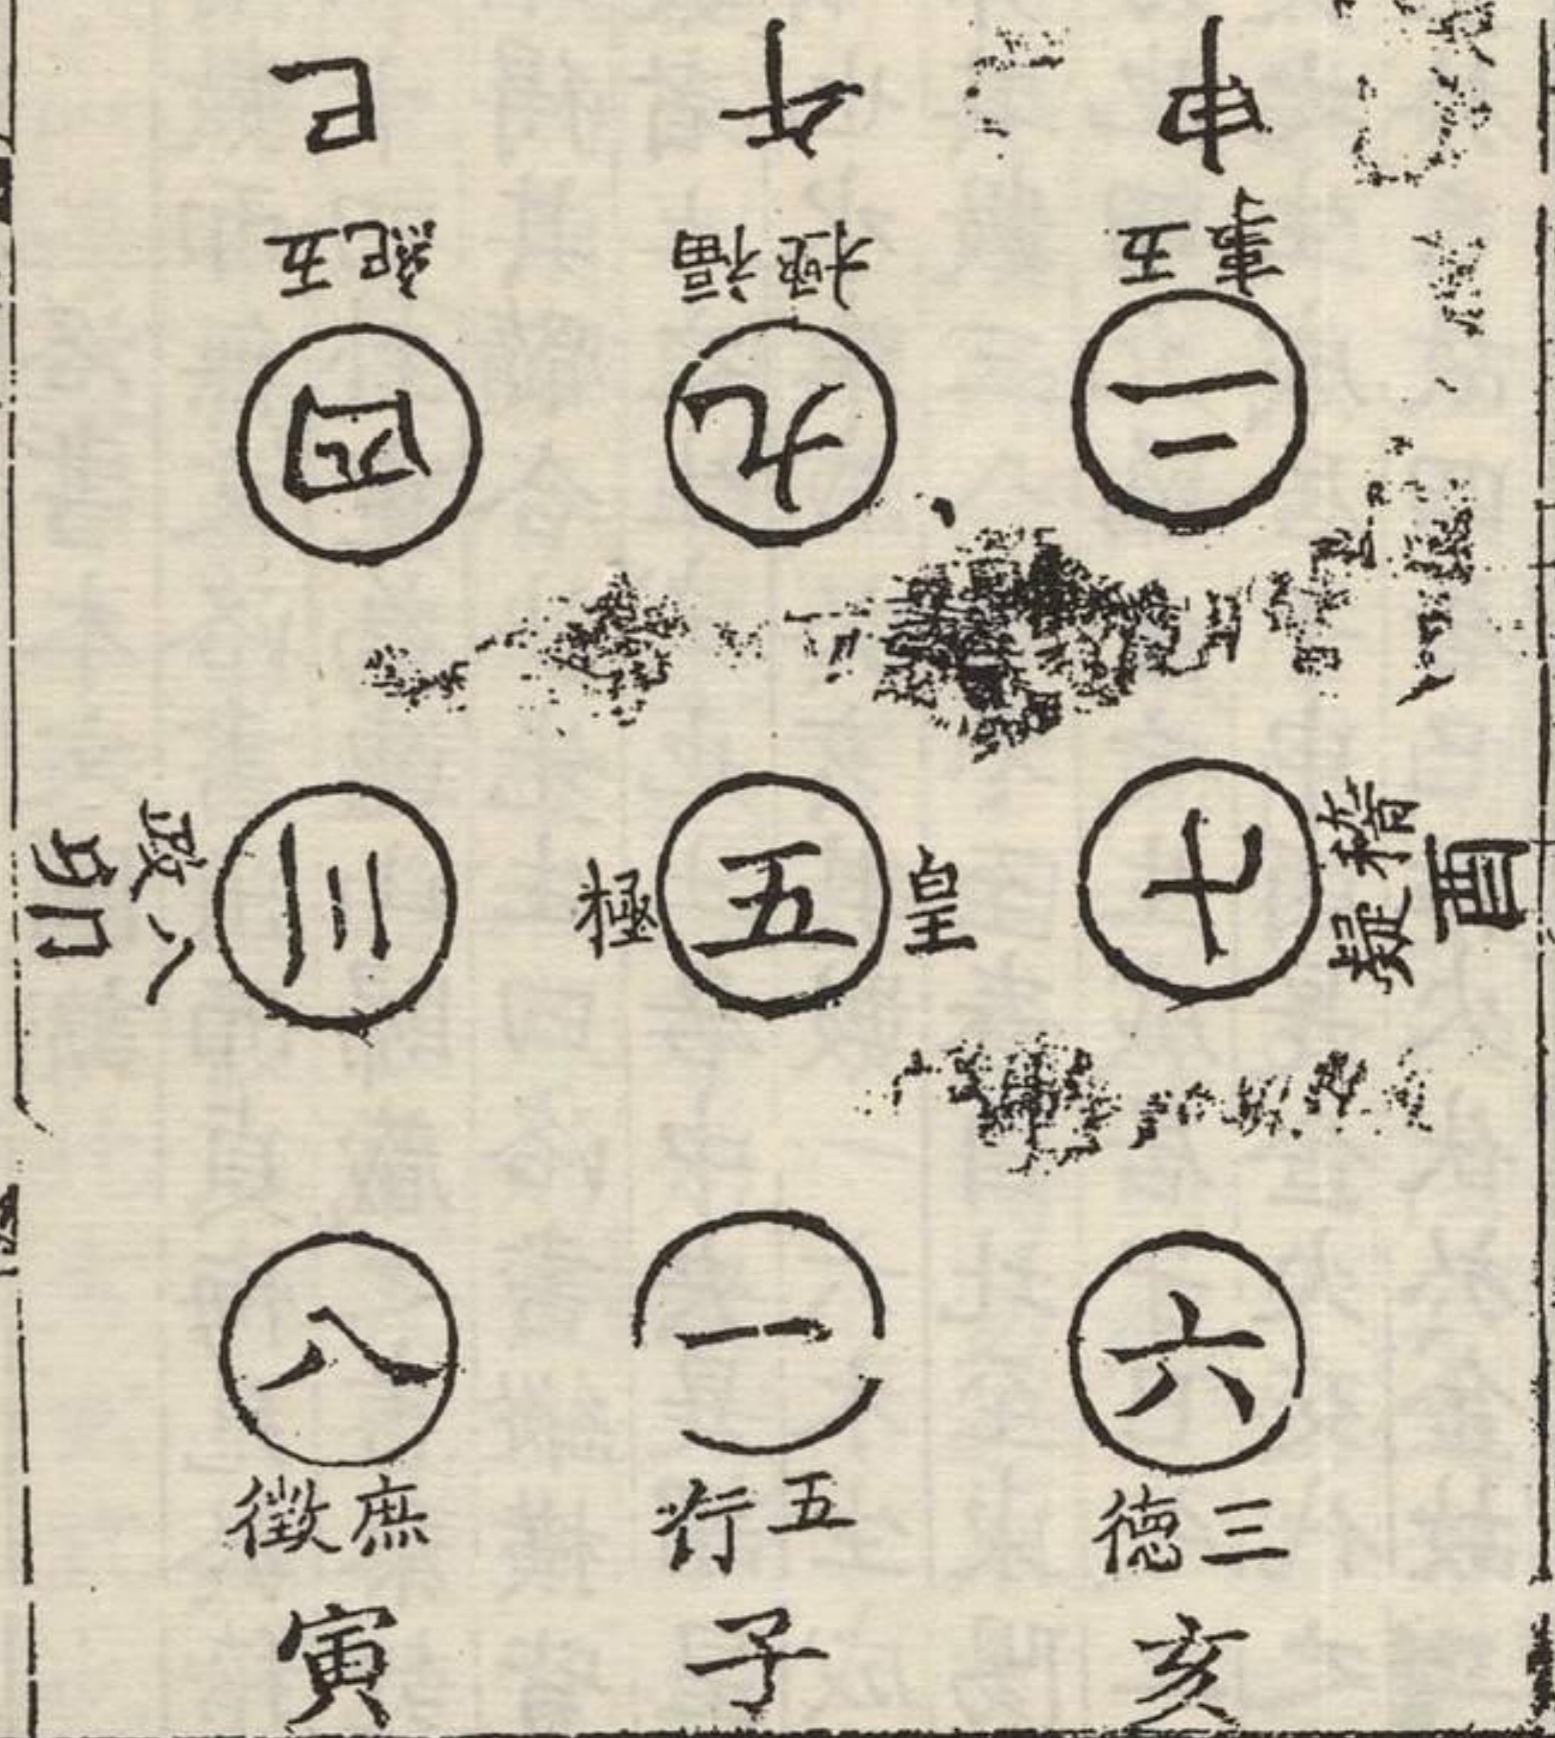 巳 午 申
五紀 福極 五事
四 九 二
卯 八政 三 皇 五 極 七 稽疑 酉
八 一 六
庶徵 五行 三德
寅 子 亥